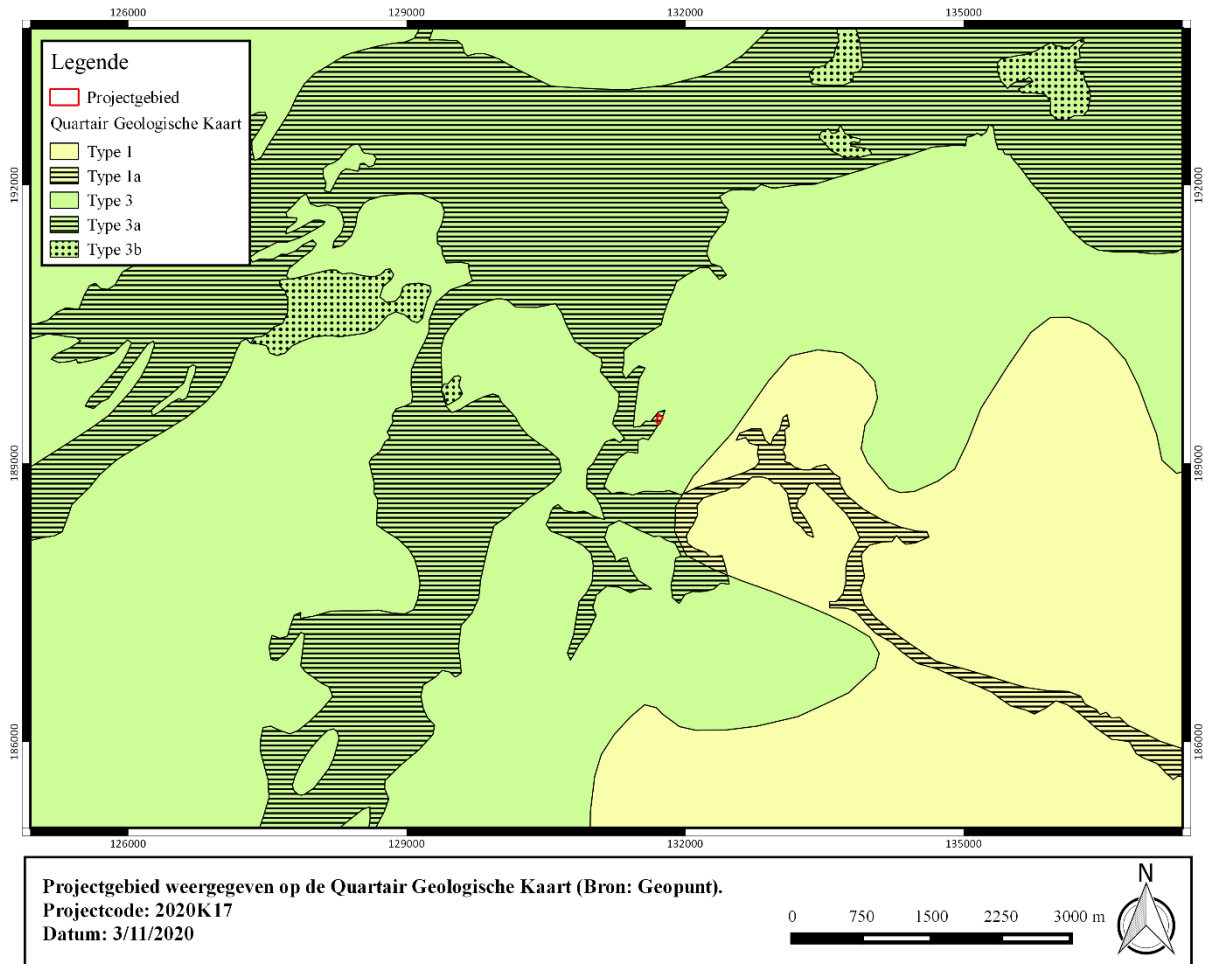 126000 129000 132000 135000
Legende
Projectgebied
Quartair Geologische Kaart
Type 1
Type 1a
Type 3
Type 3a
Type 3b
192000 192000
189000 189000
186000 186000
126000 129000 132000 135000
Projectgebied weergegeven op de Quartair Geologische Kaart (Bron: Geopunt).
Projectcode: 2020K17
Datum: 3/11/2020
0 750 1500 2250 3000 m
N